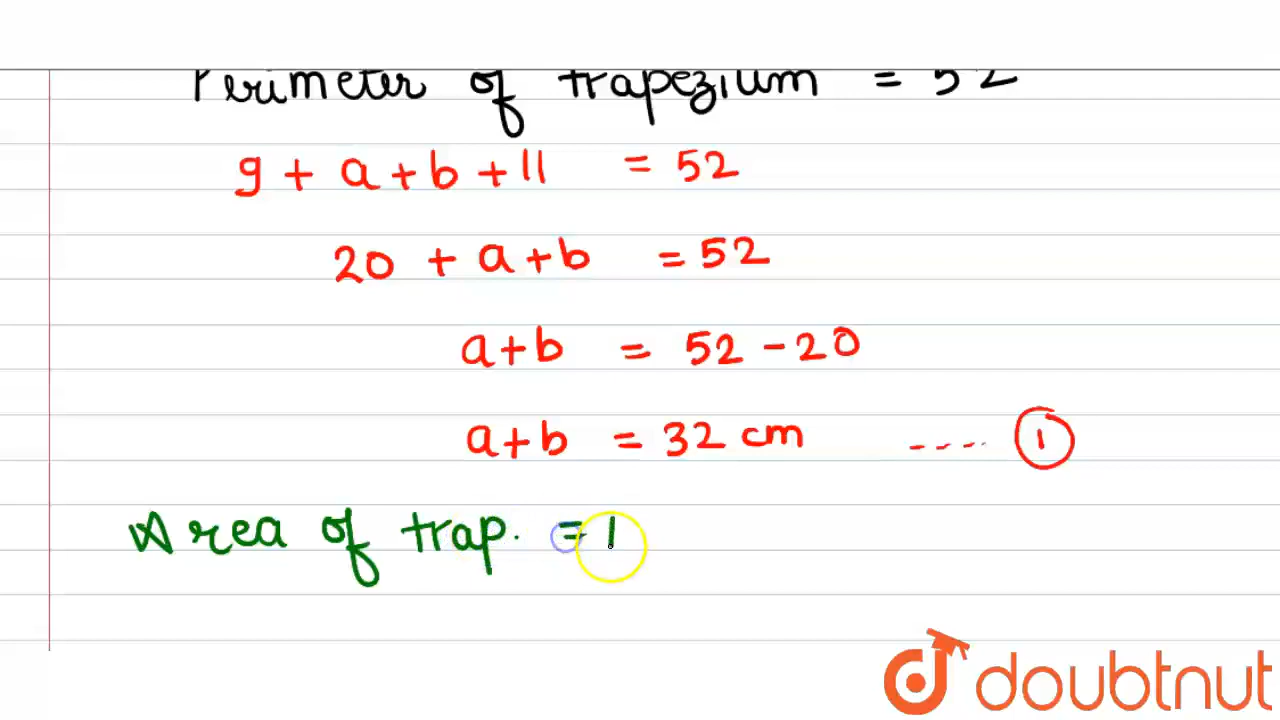 Perimeter of trapezium = 52
9 + a + b + 11 = 52
20 + a + b = 52
a + b = 52 - 20
a + b = 32 cm ..... 1
Area of trap. = 1
doubtnut